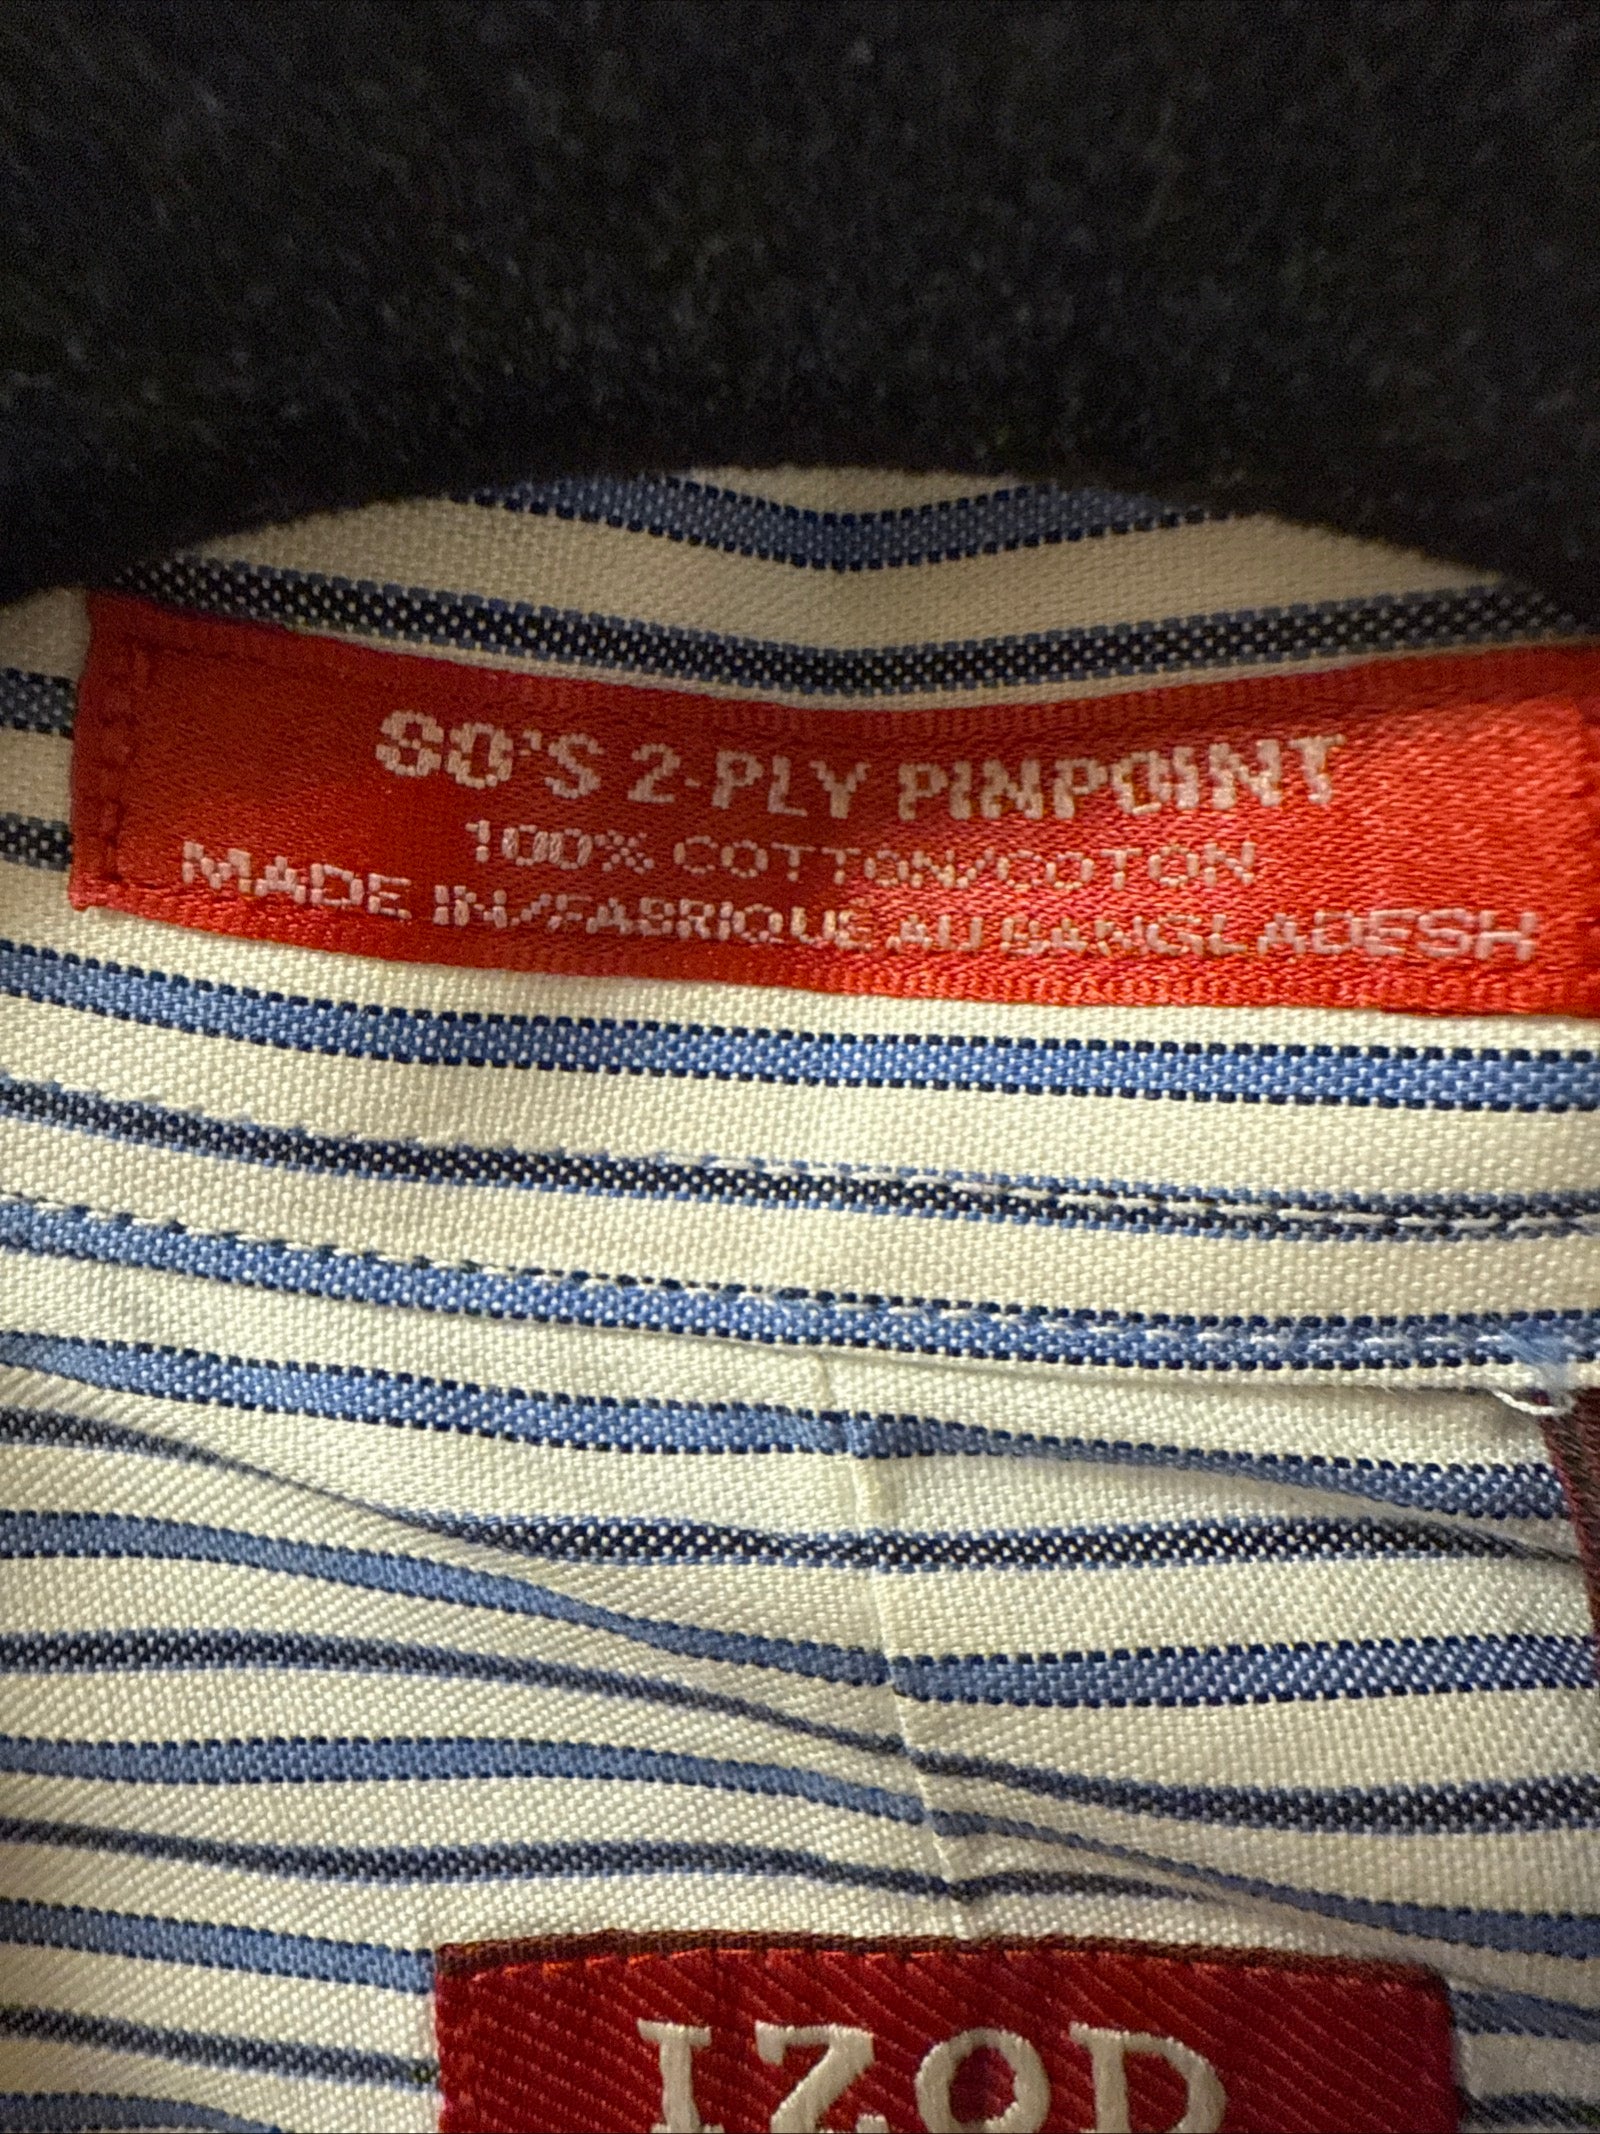 80'S 2-PLY PINPOINT
100% COTTON/COTON
MADE IN/FABRIQUE AU BANGLADESH
IZOD